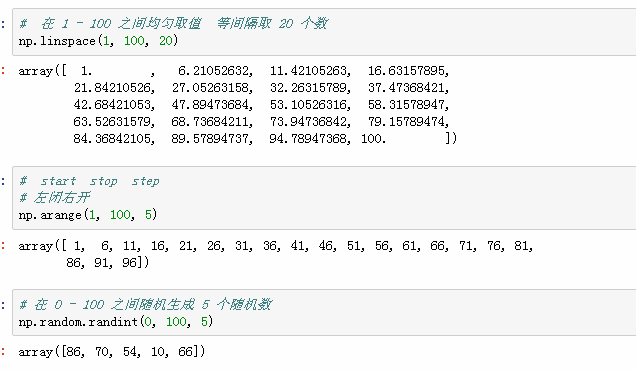 :
# 在 1 - 100 之间均匀取值 等间隔取 20 个数
np.linspace(1, 100, 20)
:
array([ 1. , 6.21052632, 11.42105263, 16.63157895,
21.84210526, 27.05263158, 32.26315789, 37.47368421,
42.68421053, 47.89473684, 53.10526316, 58.31578947,
63.52631579, 68.73684211, 73.94736842, 79.15789474,
84.36842105, 89.57894737, 94.78947368, 100. ])
:
# start stop step
# 左闭右开
np.arange(1, 100, 5)
:
array([ 1, 6, 11, 16, 21, 26, 31, 36, 41, 46, 51, 56, 61, 66, 71, 76, 81,
86, 91, 96])
:
# 在 0 - 100 之间随机生成 5 个随机数
np.random.randint(0, 100, 5)
:
array([86, 70, 54, 10, 66])